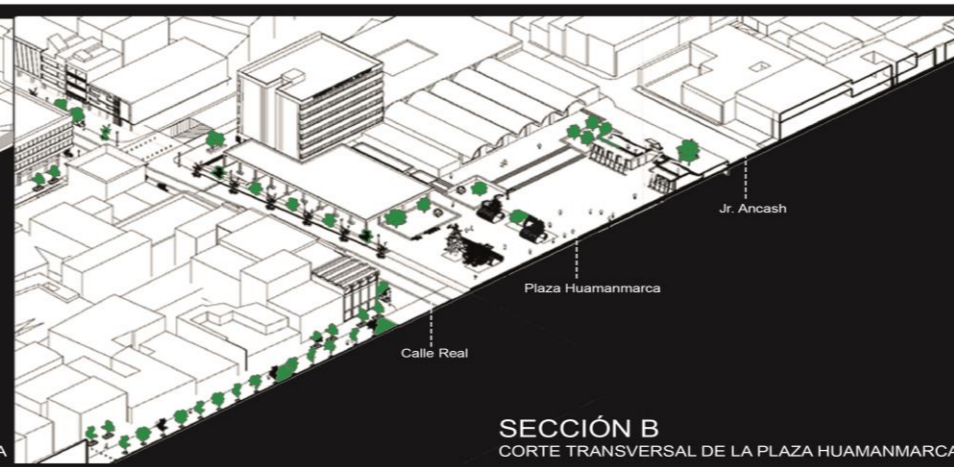 Jr. Ancash
Plaza Huamanmarca
Calle Real
SECCIÓN B
A
CORTE TRANSVERSAL DE LA PLAZA HUAMANMARCA